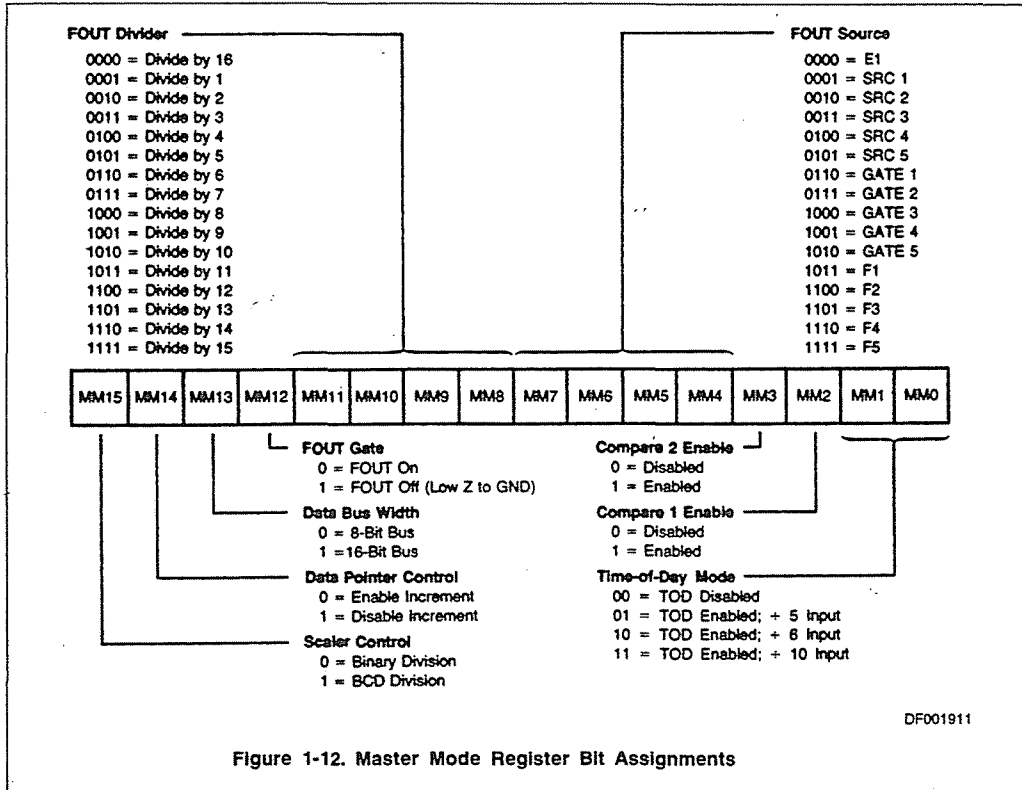 FOUT Divider
0000 = Divide by 16
0001 = Divide by 1
0010 = Divide by 2
0011 = Divide by 3
0100 = Divide by 4
0101 = Divide by 5
0110 = Divide by 6
0111 = Divide by 7
1000 = Divide by 8
1001 = Divide by 9
1010 = Divide by 10
1011 = Divide by 11
1100 = Divide by 12
1101 = Divide by 13
1110 = Divide by 14
1111 = Divide by 15
FOUT Source
0000 = E1
0001 = SRC 1
0010 = SRC 2
0011 = SRC 3
0100 = SRC 4
0101 = SRC 5
0110 = GATE 1
0111 = GATE 2
1000 = GATE 3
1001 = GATE 4
1010 = GATE 5
1011 = F1
1100 = F2
1101 = F3
1110 = F4
1111 = F5
MM15 MM14 MM13 MM12 MM11 MM10 MM9 MM8 MM7 MM6 MM5 MM4 MM3 MM2 MM1 MM0
FOUT Gate
0 = FOUT On
1 = FOUT Off (Low Z to GND)
Data Bus Width
0 = 8-Bit Bus
1 =16-Bit Bus
Data Pointer Control
0 = Enable Increment
1 = Disable Increment
Scaler Control
0 = Binary Division
1 = BCD Division
Compare 2 Enable
0 = Disabled
1 = Enabled
Compare 1 Enable
0 = Disabled
1 = Enabled
Time-of-Day Mode
00 = TOD Disabled
01 = TOD Enabled; ÷ 5 Input
10 = TOD Enabled; ÷ 6 Input
11 = TOD Enabled; ÷ 10 Input
DF001911
Figure 1-12. Master Mode Register Bit Assignments